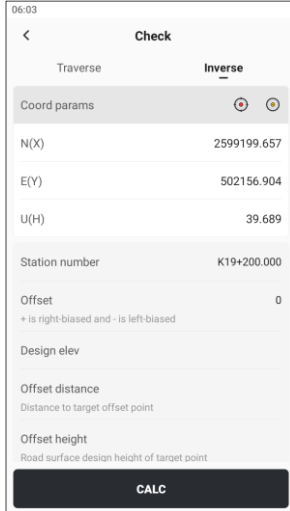 06:03
Check
Traverse Inverse
Coord params
N(X) 2599199.657
E(Y) 502156.904
U(H) 39.689
Station number K19+200.000
Offset 0
+ is right-biased and - is left-biased
Design elev
Offset distance
Distance to target offset point
Offset height
Road surface design height of target point
CALC